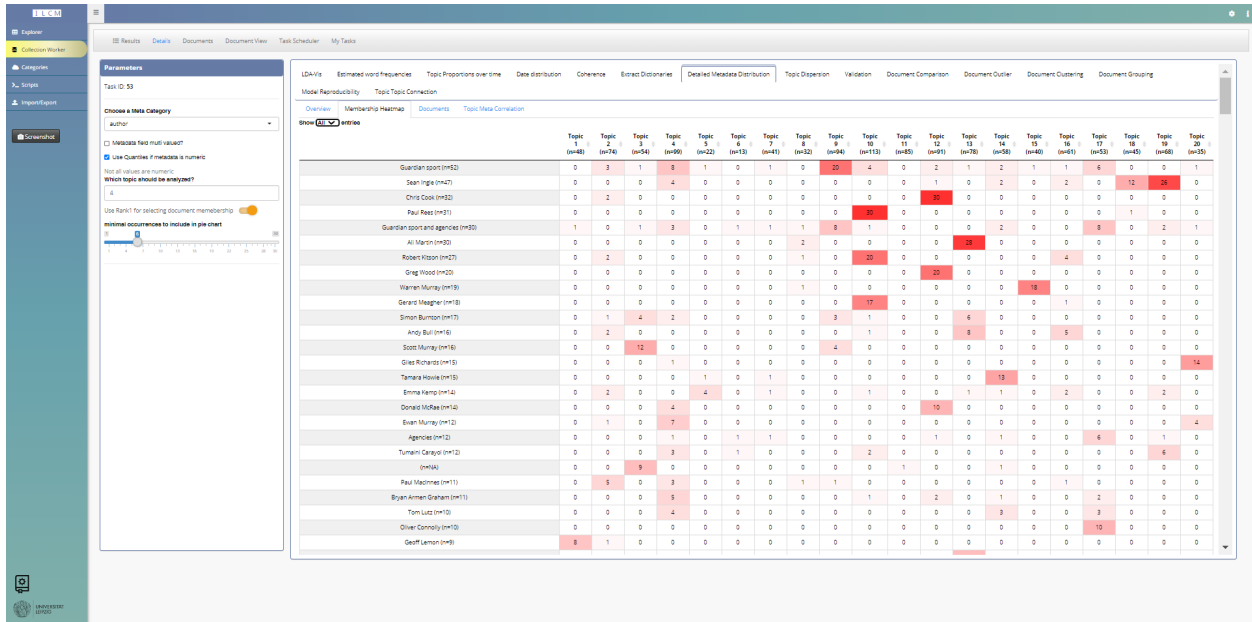 ILCM
Explorer
Collection Worker
Categories
Scripts
Import/Export
Screenshot
UNIVERSITÄT LEIPZIG
Results Details Documents Document View Task Scheduler My Tasks
Parameters
Task ID: 53
Choose a Meta Category
author
Metadata field mutli valued?
Use Quantiles if metadata is numeric
Not all values are numeric
Which topic should be analyzed?
4
Use Rank1 for selecting document memebership
minimal occurrences to include in pie chart
LDA-Vis Estimated word frequencies Topic Proportions over time Date distribution Coherence Extract Dictionaries Detailed Metadata Distribution Topic Dispersion Validation Document Comparison Document Outlier Document Clustering Document Grouping
Model Reproducibility Topic Topic Connection
Overview Membership Heatmap Documents Topic Meta Correlation
Show All entries
Topic 1 (n=48) Topic 2 (n=74) Topic 3 (n=54) Topic 4 (n=99) Topic 5 (n=22) Topic 6 (n=13) Topic 7 (n=41) Topic 8 (n=32) Topic 9 (n=94) Topic 10 (n=113) Topic 11 (n=85) Topic 12 (n=91) Topic 13 (n=78) Topic 14 (n=58) Topic 15 (n=40) Topic 16 (n=61) Topic 17 (n=53) Topic 18 (n=45) Topic 19 (n=68) Topic 20 (n=35)
Guardian sport (n=52) 0 3 1 8 1 0 1 0 20 4 0 2 1 2 1 1 6 0 0 1
Sean Ingle (n=47) 0 0 0 4 0 0 0 0 0 0 0 1 0 2 0 2 0 12 26 0
Chris Cook (n=32) 0 2 0 0 0 0 0 0 0 0 0 30 0 0 0 0 0 0 0 0
Paul Rees (n=31) 0 0 0 0 0 0 0 0 0 30 0 0 0 0 0 0 0 1 0 0
Guardian sport and agencies (n=30) 1 0 1 3 0 1 1 1 8 1 0 0 0 2 0 0 8 0 2 1
Ali Martin (n=30) 0 0 0 0 0 0 0 2 0 0 0 0 28 0 0 0 0 0 0 0
Robert Kitson (n=27) 0 2 0 0 0 0 0 1 0 20 0 0 0 0 0 4 0 0 0 0
Greg Wood (n=20) 0 0 0 0 0 0 0 0 0 0 0 20 0 0 0 0 0 0 0 0
Warren Murray (n=19) 0 0 0 0 0 0 0 1 0 0 0 0 0 0 18 0 0 0 0 0
Gerard Meagher (n=18) 0 0 0 0 0 0 0 0 0 17 0 0 0 0 0 1 0 0 0 0
Simon Burnton (n=17) 0 1 4 2 0 0 0 0 3 1 0 0 6 0 0 0 0 0 0 0
Andy Bull (n=16) 0 2 0 0 0 0 0 0 0 1 0 0 8 0 0 5 0 0 0 0
Scott Murray (n=16) 0 0 12 0 0 0 0 0 4 0 0 0 0 0 0 0 0 0 0 0
Giles Richards (n=15) 0 0 0 1 0 0 0 0 0 0 0 0 0 0 0 0 0 0 0 14
Tamara Howie (n=15) 0 0 0 0 1 0 1 0 0 0 0 0 0 13 0 0 0 0 0 0
Emma Kemp (n=14) 0 2 0 0 4 0 1 0 0 1 0 0 1 1 0 2 0 0 2 0
Donald McRae (n=14) 0 0 0 4 0 0 0 0 0 0 0 10 0 0 0 0 0 0 0 0
Ewan Murray (n=12) 0 1 0 7 0 0 0 0 0 0 0 0 0 0 0 0 0 0 0 4
Agencies (n=12) 0 0 0 1 0 1 1 0 0 0 0 1 0 1 0 0 6 0 1 0
Tumaini Carayol (n=12) 0 0 0 3 0 1 0 0 0 2 0 0 0 0 0 0 0 0 6 0
(n=NA) 0 0 9 0 0 0 0 0 0 0 1 0 0 1 0 0 0 0 0 0
Paul MacInnes (n=11) 0 5 0 3 0 0 0 1 1 0 0 0 0 0 0 1 0 0 0 0
Bryan Armen Graham (n=11) 0 0 0 5 0 0 0 0 0 1 0 2 0 1 0 0 2 0 0 0
Tom Lutz (n=10) 0 0 0 4 0 0 0 0 0 0 0 0 0 3 0 0 3 0 0 0
Oliver Connolly (n=10) 0 0 0 0 0 0 0 0 0 0 0 0 0 0 0 0 10 0 0 0
Geoff Lemon (n=9) 8 1 0 0 0 0 0 0 0 0 0 0 0 0 0 0 0 0 0 0